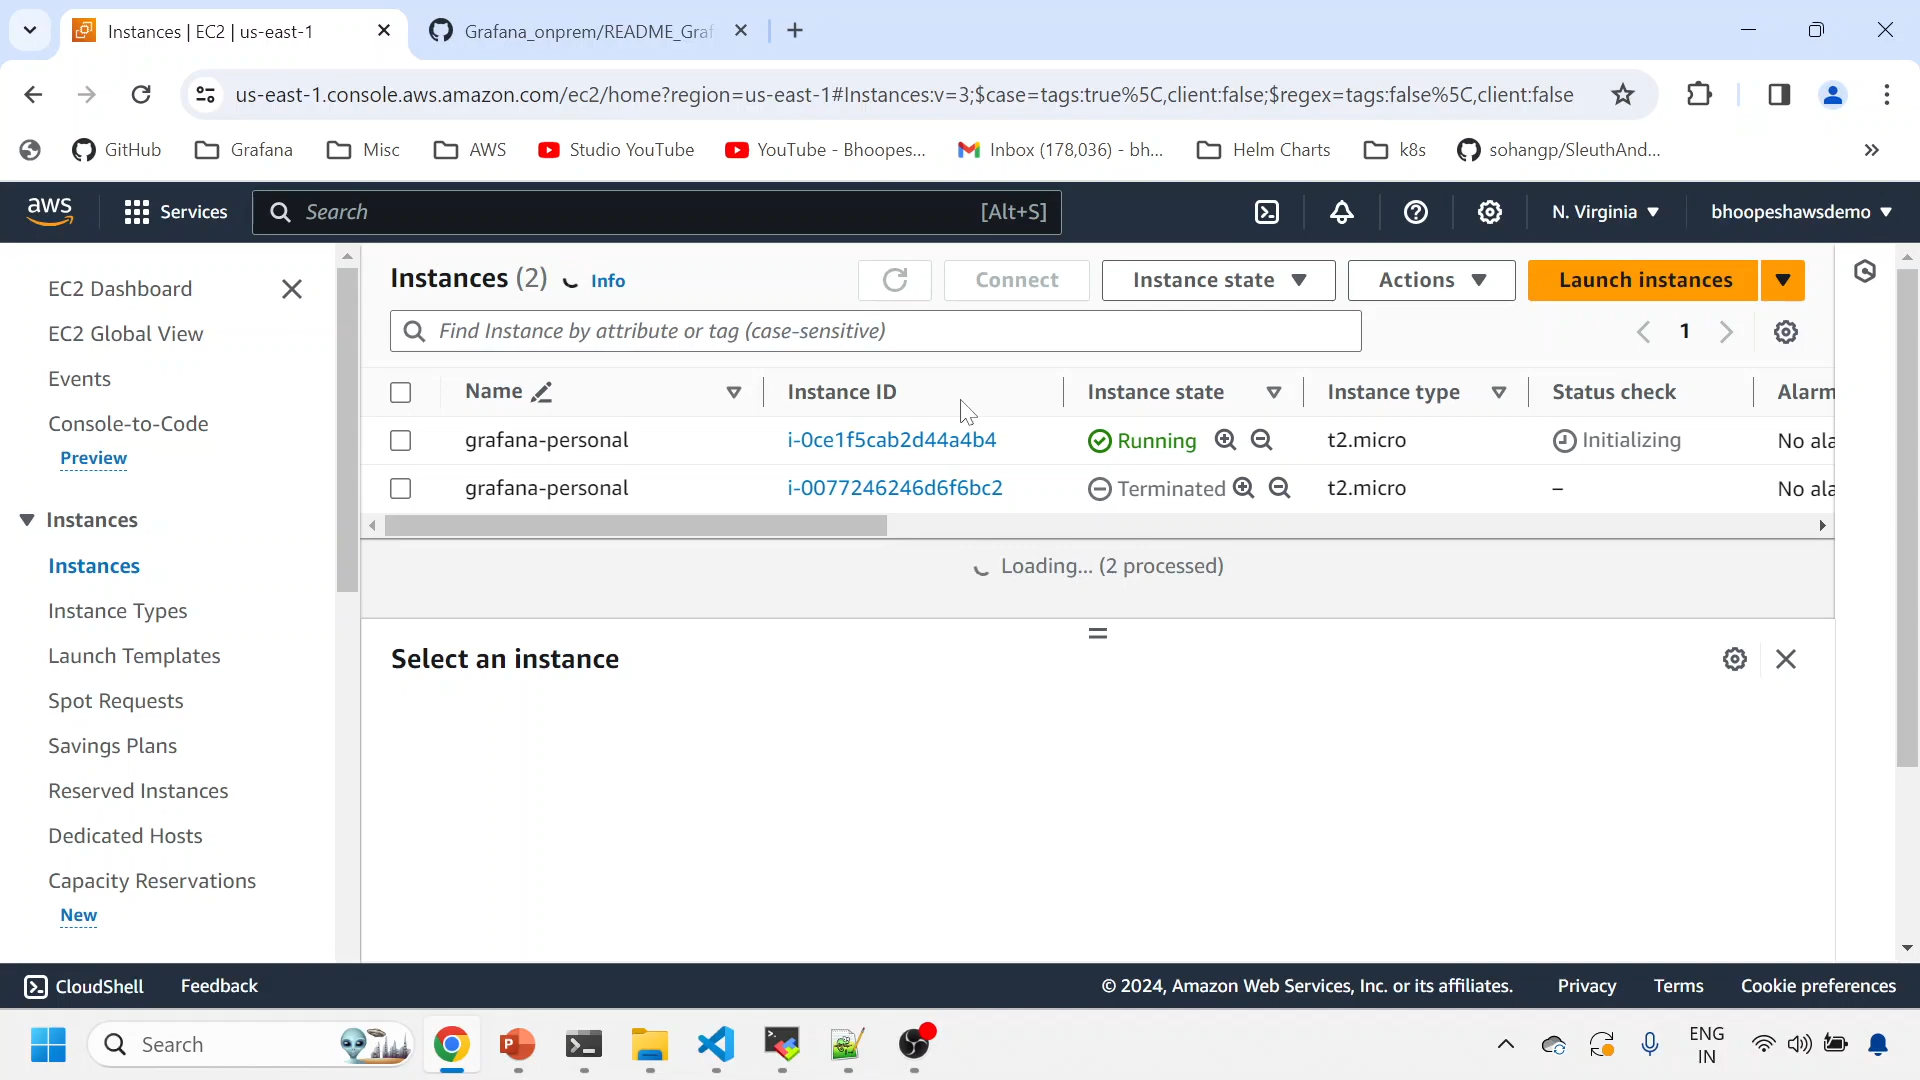 Instances | EC2 | us-east-1
Grafana_onprem/README_Graf
us-east-1.console.aws.amazon.com/ec2/home?region=us-east-1#Instances:v=3;$case=tags:true%5C,client:false;$regex=tags:false%5C,client:false
GitHub Grafana Misc AWS Studio YouTube YouTube - Bhoopes... Inbox (178,036) - bh... Helm Charts k8s sohangp/SleuthAnd... »
aws Services Search [Alt+S] N. Virginia bhoopeshawsdemo
EC2 Dashboard
EC2 Global View
Events
Console-to-Code
Preview
Instances
Instances
Instance Types
Launch Templates
Spot Requests
Savings Plans
Reserved Instances
Dedicated Hosts
Capacity Reservations
New
Instances (2) Info Connect Instance state Actions Launch instances
Find Instance by attribute or tag (case-sensitive) 1
Name Instance ID Instance state Instance type Status check Alarm
grafana-personal i-0ce1f5cab2d44a4b4 Running t2.micro Initializing No ala
grafana-personal i-0077246246d6f6bc2 Terminated t2.micro – No ala
Loading... (2 processed)
Select an instance
CloudShell Feedback © 2024, Amazon Web Services, Inc. or its affiliates. Privacy Terms Cookie preferences
Search ENG
IN